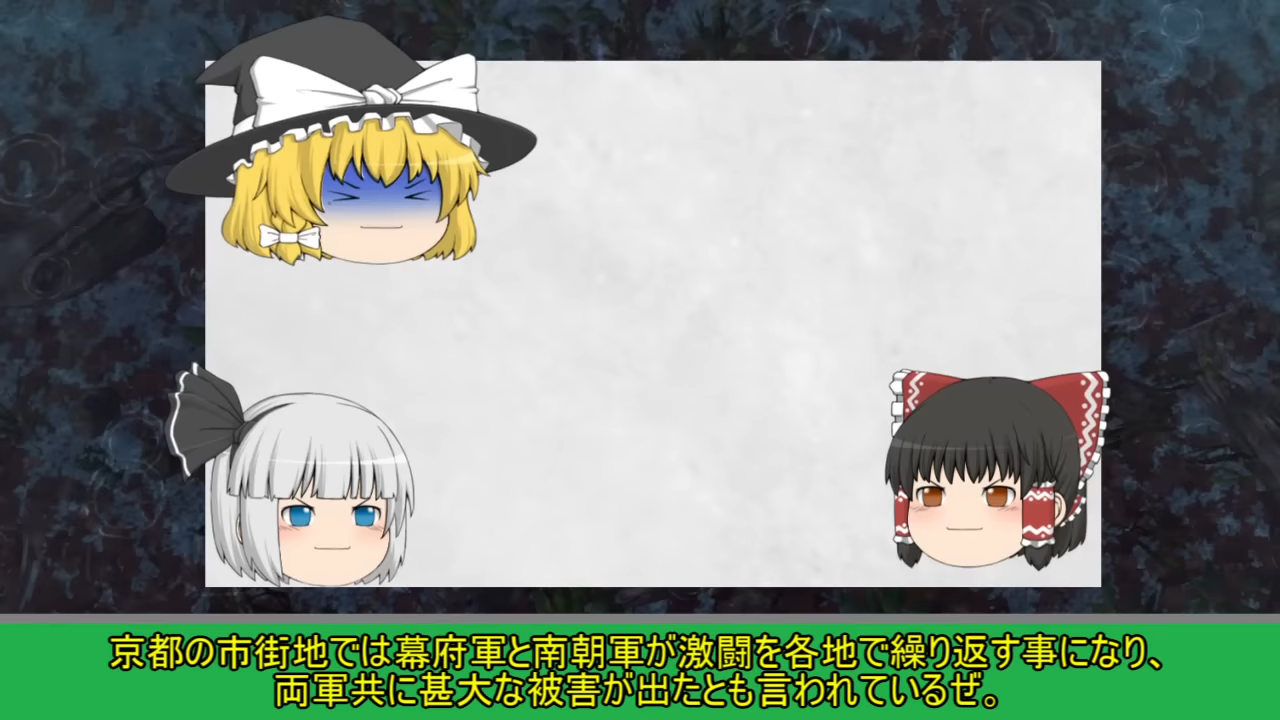 京都の市街地では幕府軍と南朝軍が激闘を各地で繰り返す事になり、
両軍共に甚大な被害が出たとも言われているぜ。